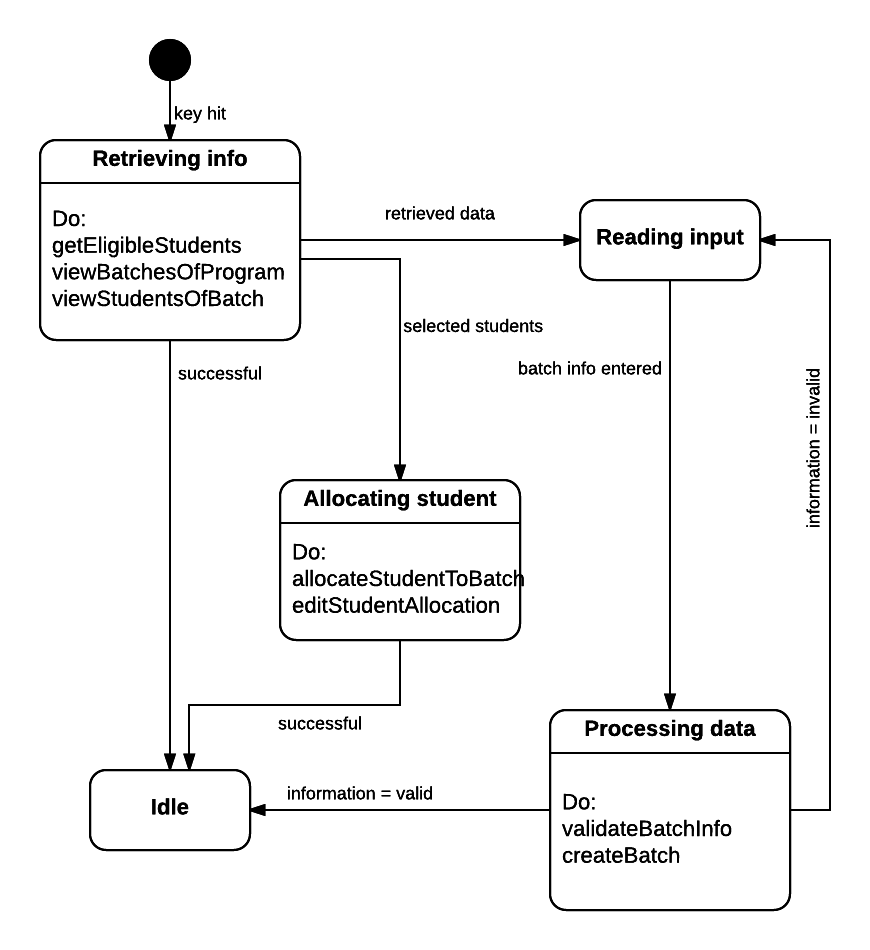 key hit
Retrieving info
Do:
getEligibleStudents
viewBatchesOfProgram
viewStudentsOfBatch
retrieved data
Reading input
selected students
successful
batch info entered
information = invalid
Allocating student
Do:
allocateStudentToBatch
editStudentAllocation
successful
Processing data
Do:
validateBatchInfo
createBatch
information = valid
Idle